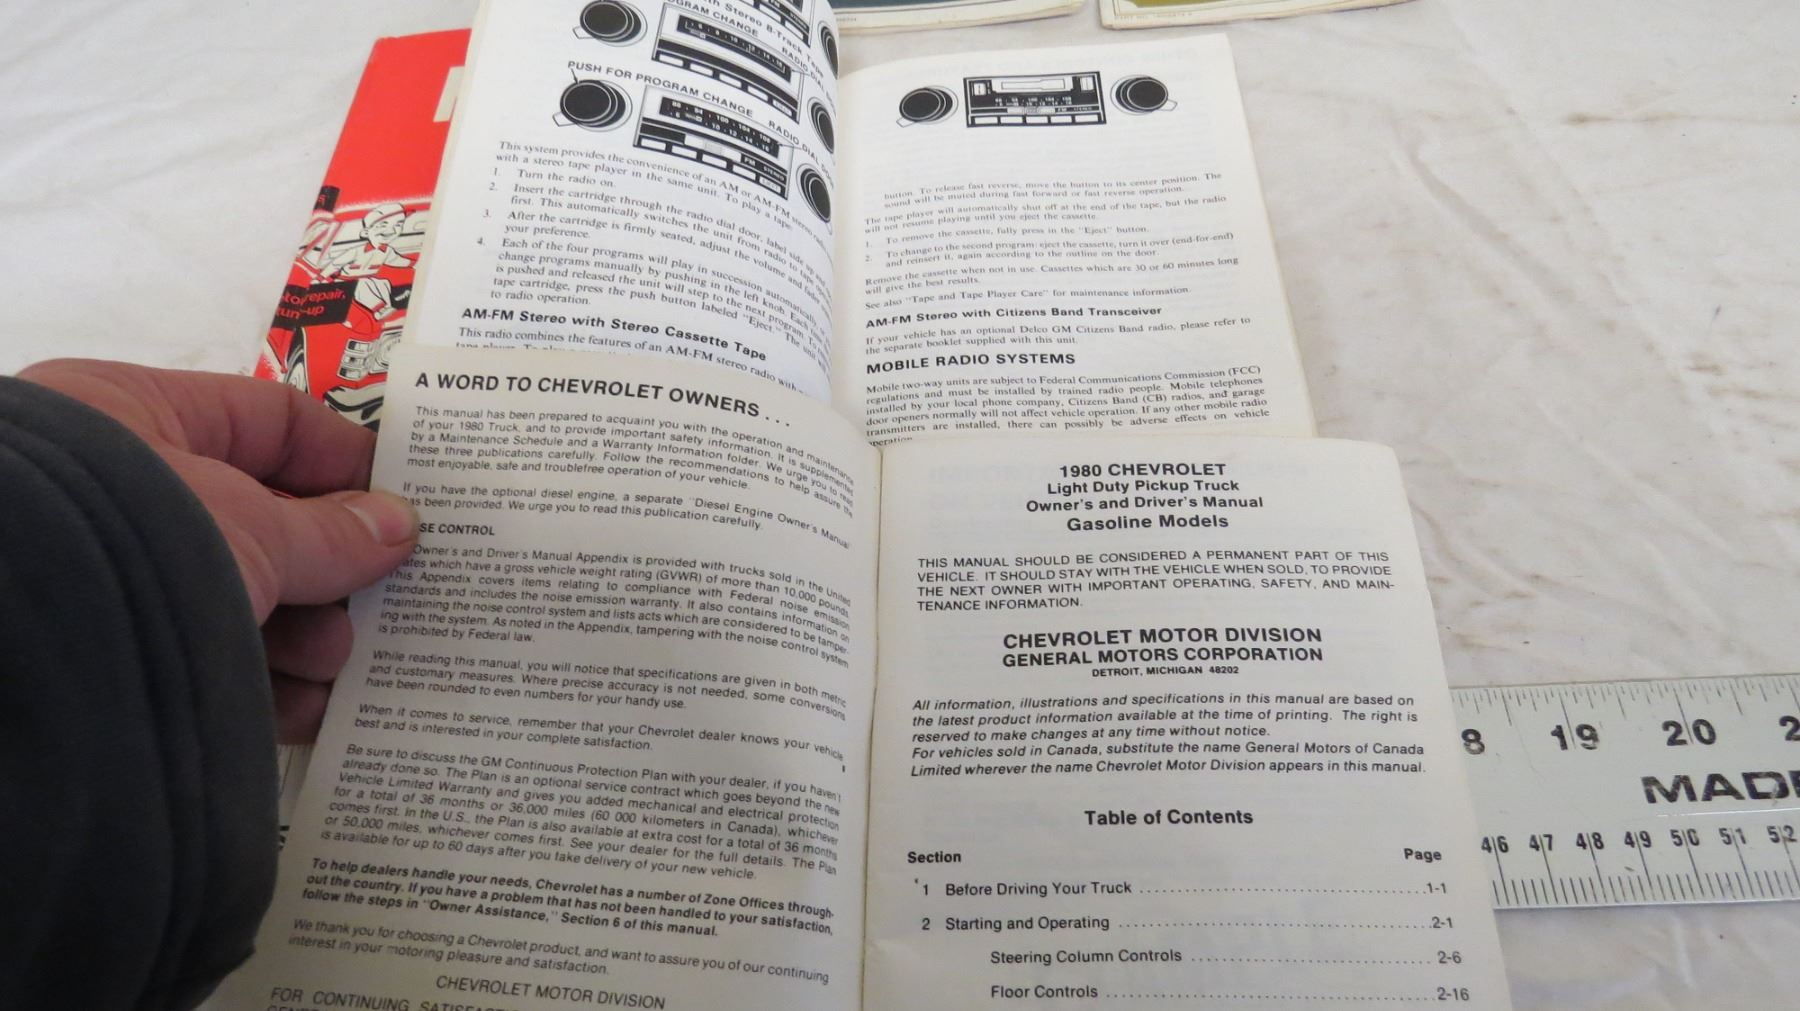 with Stereo 8-Track Tape
PROGRAM CHANGE
RADIO DIAL
PUSH FOR PROGRAM CHANGE
RADIO DIAL DOOR
This system provides the convenience of an AM or AM-FM stereo radio
with a stereo tape player in the same unit. To play a tape:
1. Turn the radio on.
2. Insert the cartridge through the radio dial door, label side up
first. This automatically switches the unit from radio to tape
3. After the cartridge is firmly seated, adjust the volume and fader
your preference.
4. Each of the four programs will play in succession automatically,
change programs manually by pushing in the left knob. Each
is pushed and released the unit will step to the next program. To
tape cartridge, press the push button labeled "Eject." The unit
to radio operation.
AM-FM Stereo with Stereo Cassette Tape
This radio combines the features of an AM-FM stereo radio with
button. To release fast reverse, move the button to its center position. The
sound will be muted during fast forward or fast reverse operation.
The tape player will automatically shut off at the end of the tape, but the radio
will not resume playing until you eject the cassette.
1. To remove the cassette, fully press in the "Eject" button.
2. To change to the second program: eject the cassette, turn it over (end-for-end)
and reinsert it, again according to the outline on the door.
Remove the cassette when not in use. Cassettes which are 30 or 60 minutes long
will give the best results.
See also "Tape and Tape Player Care" for maintenance information.
AM-FM Stereo with Citizens Band Transceiver
If your vehicle has an optional Delco GM Citizens Band radio, please refer to
the separate booklet supplied with this unit.
MOBILE RADIO SYSTEMS
Mobile two-way units are subject to Federal Communications Commission (FCC)
regulations and must be installed by trained radio people. Mobile telephones
installed by your local phone company, Citizens Band (CB) radios, and garage
door openers normally will not affect vehicle operation. If any other mobile radio
transmitters are installed, there can possibly be adverse effects on vehicle
operation
repair,
tun-up
A WORD TO CHEVROLET OWNERS . . .
This manual has been prepared to acquaint you with the operation and maintenance
of your 1980 Truck, and to provide important safety information. It is supplemented
by a Maintenance Schedule and a Warranty Information folder. We urge you to read
these three publications carefully. Follow the recommendations to help assure the
most enjoyable, safe and troublefree operation of your vehicle.
If you have the optional diesel engine, a separate "Diesel Engine Owner's Manual
has been provided. We urge you to read this publication carefully.
SE CONTROL
Owner's and Driver's Manual Appendix is provided with trucks sold in the United
ates which have a gross vehicle weight rating (GVWR) of more than 10,000 pounds.
This Appendix covers items relating to compliance with Federal noise emission
standards and includes the noise emission warranty. It also contains information on
maintaining the noise control system and lists acts which are considered to be tamper-
ing with the system. As noted in the Appendix, tampering with the noise control system
is prohibited by Federal law.
While reading this manual, you will notice that specifications are given in both metric
and customary measures. Where precise accuracy is not needed, some conversions
have been rounded to even numbers for your handy use.
When it comes to service, remember that your Chevrolet dealer knows your vehicle
best and is interested in your complete satisfaction.
Be sure to discuss the GM Continuous Protection Plan with your dealer, if you haven't
already done so. The Plan is an optional service contract which goes beyond the new
Vehicle Limited Warranty and gives you added mechanical and electrical protection
for a total of 36 months or 36,000 miles (60 000 kilometers in Canada), whichever
comes first. In the U.S., the Plan is also available at extra cost for a total of 36 months
or 50,000 miles, whichever comes first. See your dealer for the full details. The Plan
is available for up to 60 days after you take delivery of your new vehicle.
To help dealers handle your needs, Chevrolet has a number of Zone Offices through-
out the country. If you have a problem that has not been handled to your satisfaction,
follow the steps in "Owner Assistance," Section 6 of this manual.
We thank you for choosing a Chevrolet product, and want to assure you of our continuing
interest in your motoring pleasure and satisfaction.
CHEVROLET MOTOR DIVISION
FOR CONTINUING
1980 CHEVROLET
Light Duty Pickup Truck
Owner's and Driver's Manual
Gasoline Models
THIS MANUAL SHOULD BE CONSIDERED A PERMANENT PART OF THIS
VEHICLE. IT SHOULD STAY WITH THE VEHICLE WHEN SOLD, TO PROVIDE
THE NEXT OWNER WITH IMPORTANT OPERATING, SAFETY, AND MAIN-
TENANCE INFORMATION.
CHEVROLET MOTOR DIVISION
GENERAL MOTORS CORPORATION
DETROIT, MICHIGAN 48202
All information, illustrations and specifications in this manual are based on
the latest product information available at the time of printing. The right is
reserved to make changes at any time without notice.
For vehicles sold in Canada, substitute the name General Motors of Canada
Limited wherever the name Chevrolet Motor Division appears in this manual.
Table of Contents
Section Page
1 Before Driving Your Truck ........ 1-1
2 Starting and Operating ........ 2-1
Steering Column Controls ........ 2-6
Floor Controls ........ 2-16
8 19 20 2
MADE
46 47 48 49 50 51 52